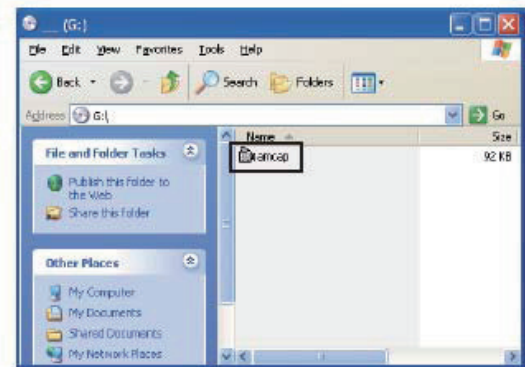 __ (G:)
File Edit View Favorites Tools Help
Back Search Folders
Address G:\ Go
Name Size
ramcap 92 KB
File and Folder Tasks
Publish this folder to
the Web
Share this folder
Other Places
My Computer
My Documents
Shared Documents
My Network Places